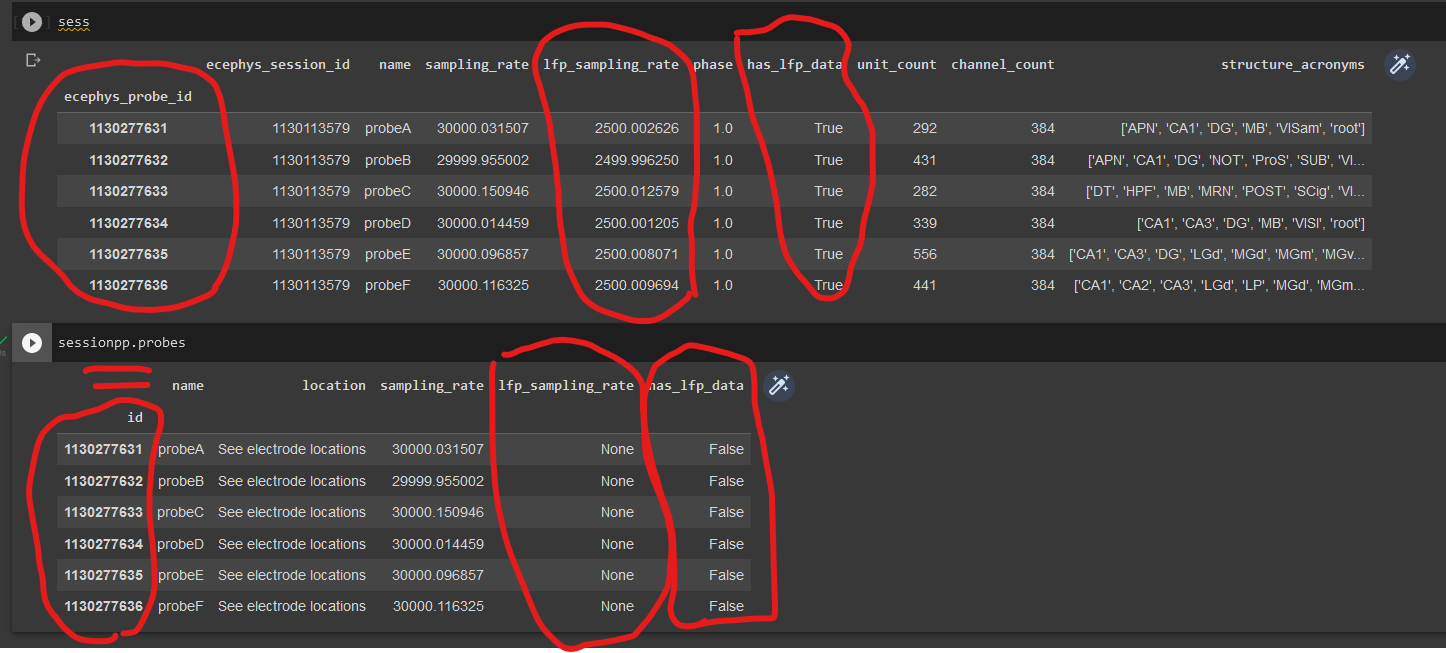 sess
ecephys_session_id name sampling_rate lfp_sampling_rate phase has_lfp_data unit_count channel_count structure_acronyms
ecephys_probe_id
1130277631 1130113579 probeA 30000.031507 2500.002626 1.0 True 292 384 ['APN', 'CA1', 'DG', 'MB', 'VISam', 'root']
1130277632 1130113579 probeB 29999.955002 2499.996250 1.0 True 431 384 ['APN', 'CA1', 'DG', 'NOT', 'ProS', 'SUB', 'VI...
1130277633 1130113579 probeC 30000.150946 2500.012579 1.0 True 282 384 ['DT', 'HPF', 'MB', 'MRN', 'POST', 'SCig', 'VI...
1130277634 1130113579 probeD 30000.014459 2500.001205 1.0 True 339 384 ['CA1', 'CA3', 'DG', 'MB', 'VISl', 'root']
1130277635 1130113579 probeE 30000.096857 2500.008071 1.0 True 556 384 ['CA1', 'CA3', 'DG', 'LGd', 'MGd', 'MGm', 'MGv...
1130277636 1130113579 probeF 30000.116325 2500.009694 1.0 True 441 384 ['CA1', 'CA2', 'CA3', 'LGd', 'LP', 'MGd', 'MGm...
sessionpp.probes
name location sampling_rate lfp_sampling_rate has_lfp_data
id
1130277631 probeA See electrode locations 30000.031507 None False
1130277632 probeB See electrode locations 29999.955002 None False
1130277633 probeC See electrode locations 30000.150946 None False
1130277634 probeD See electrode locations 30000.014459 None False
1130277635 probeE See electrode locations 30000.096857 None False
1130277636 probeF See electrode locations 30000.116325 None False